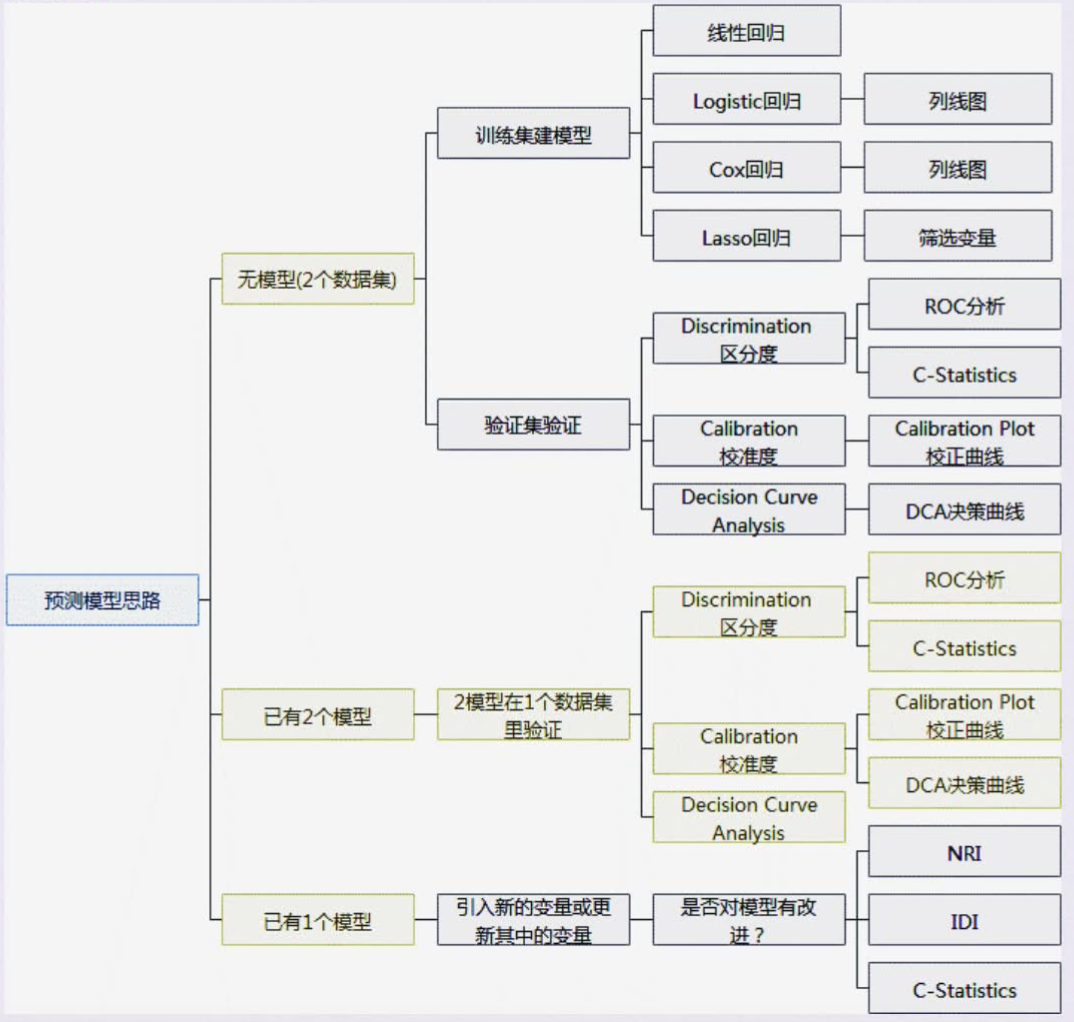 预测模型思路
无模型(2个数据集)
训练集建模型
线性回归
Logistic回归
列线图
Cox回归
列线图
Lasso回归
筛选变量
验证集验证
Discrimination
区分度
ROC分析
C-Statistics
Calibration
校准度
Calibration Plot
校正曲线
Decision Curve
Analysis
DCA决策曲线
已有2个模型
2模型在1个数据集
里验证
Discrimination
区分度
ROC分析
C-Statistics
Calibration
校准度
Calibration Plot
校正曲线
DCA决策曲线
Decision Curve
Analysis
已有1个模型
引入新的变量或更
新其中的变量
是否对模型有改
进？
NRI
IDI
C-Statistics